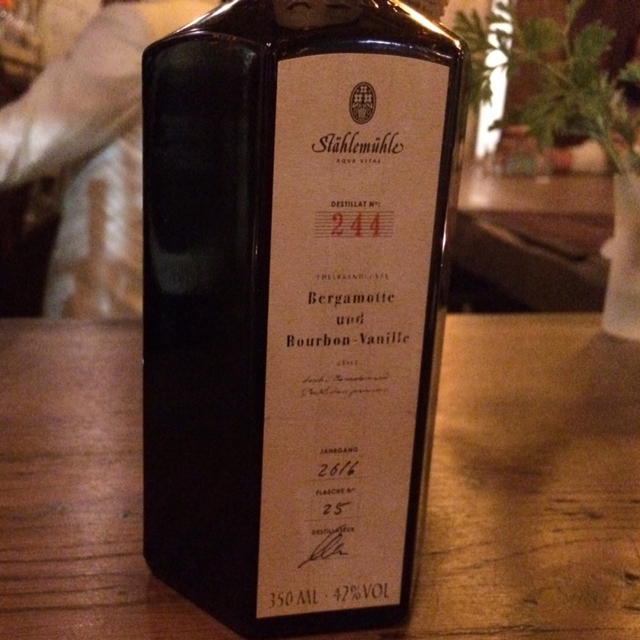 Stählemühle
AQUA VITAE
DESTILLAT Nº:
244
Bergamotte
und
Bourbon-Vanille
JAHRGANG
2016
FLASCHE Nº
25
DESTILLATEUR
350 ML · 42% VOL